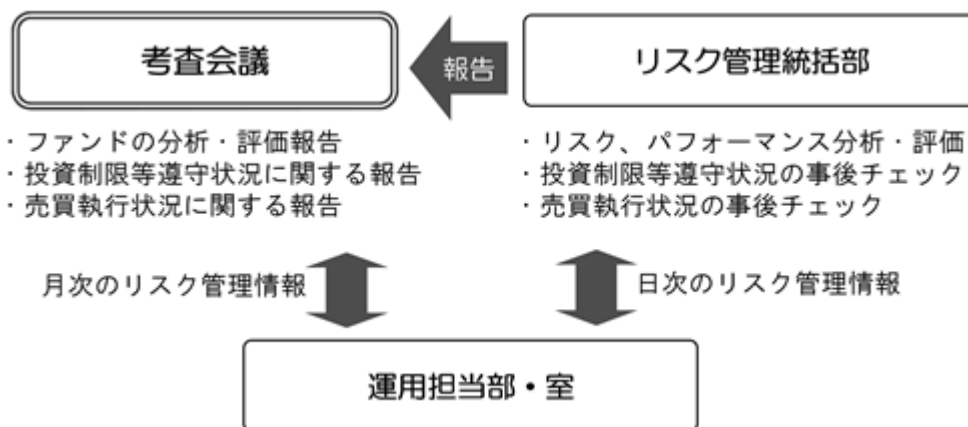 考査会議
報告
リスク管理統括部
・ファンドの分析・評価報告
・投資制限等遵守状況に関する報告
・売買執行状況に関する報告
・リスク、パフォーマンス分析・評価
・投資制限等遵守状況の事後チェック
・売買執行状況の事後チェック
月次のリスク管理情報
日次のリスク管理情報
運用担当部・室